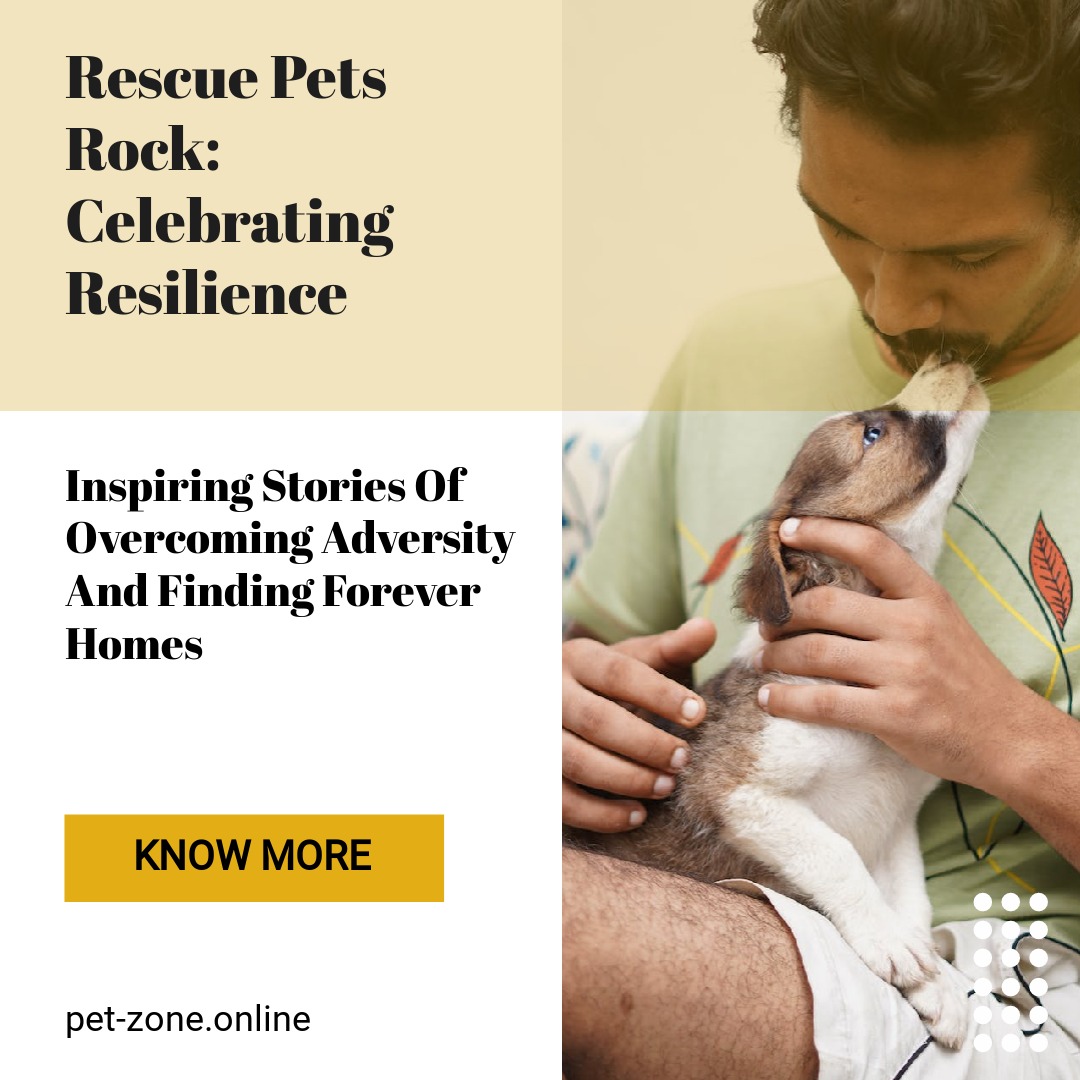 Rescue Pets
Rock:
Celebrating
Resilience
Inspiring Stories Of
Overcoming Adversity
And Finding Forever
Homes
KNOW MORE
pet-zone.online